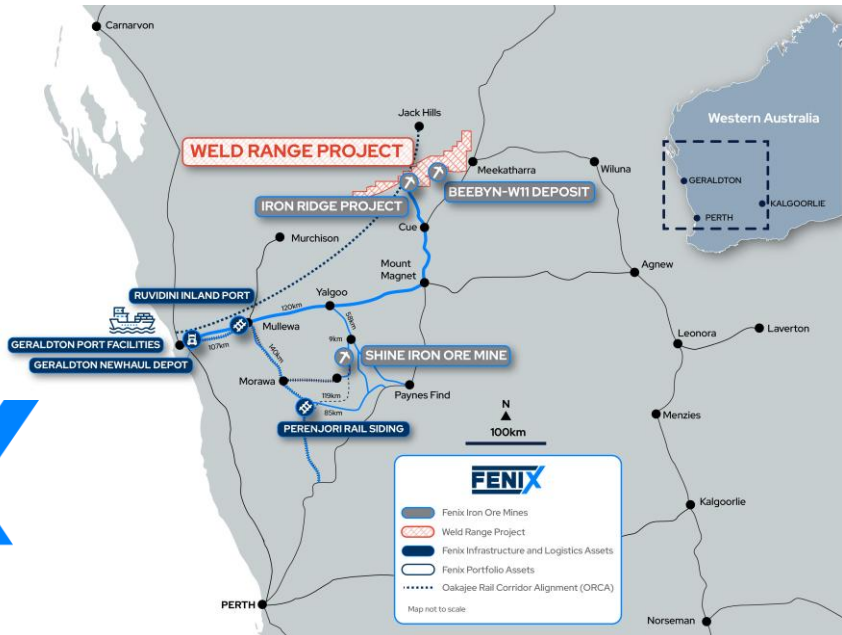 Carnarvon
Jack Hills
WELD RANGE PROJECT
Meekatharra
Wiluna
BEEBYN-W11 DEPOSIT
IRON RIDGE PROJECT
Cue
Murchison
Mount
Magnet
Agnew
Yalgoo
RUVIDINI INLAND PORT
120km
58km
Mullewa
GERALDTON PORT FACILITIES
107km
GERALDTON NEWHAUL DEPOT
140km
9km
SHINE IRON ORE MINE
Leonora
Laverton
Morawa
119km
Paynes Find
85km
PERENJORI RAIL SIDING
Menzies
N
100km
Kalgoorlie
PERTH
Norseman
Western Australia
GERALDTON
KALGOORLIE
PERTH
FENIX
Fenix Iron Ore Mines
Weld Range Project
Fenix Infrastructure and Logistics Assets
Fenix Portfolio Assets
Oakajee Rail Corridor Alignment (ORCA)
Map not to scale